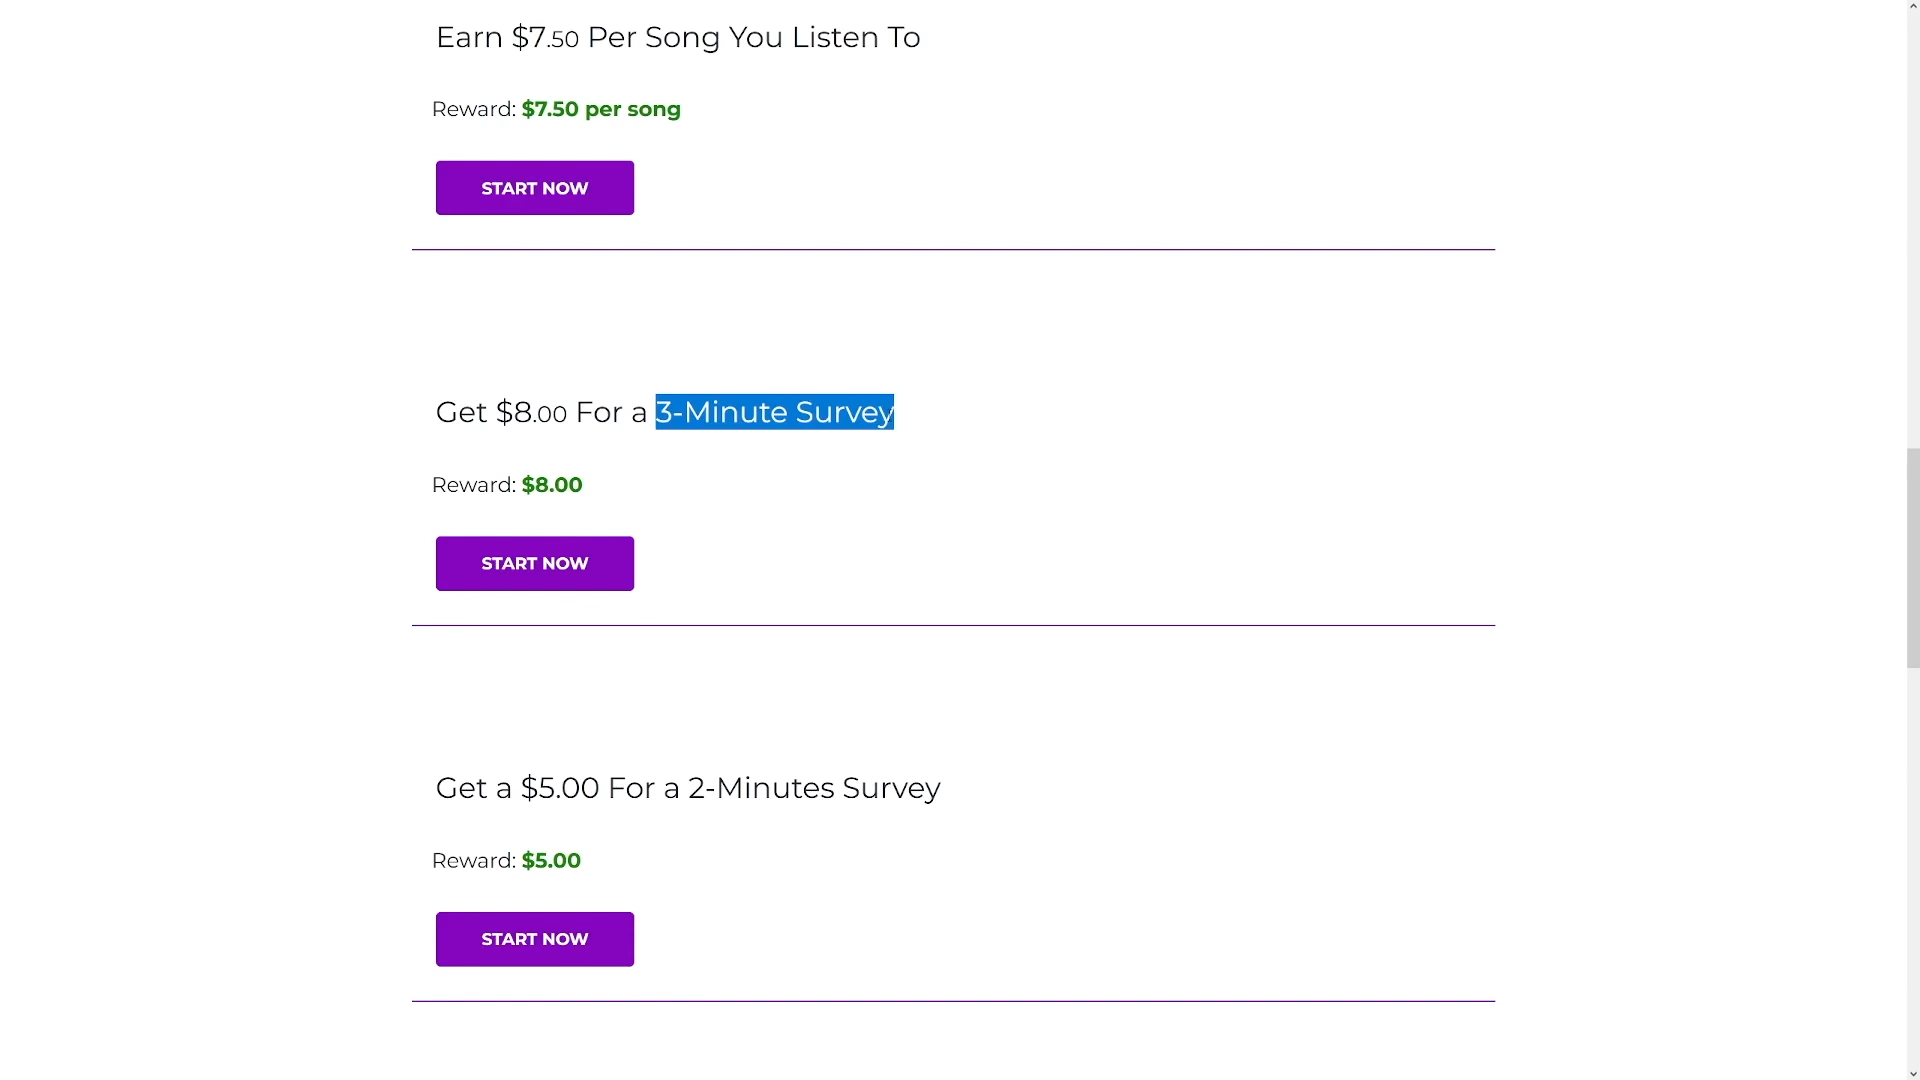 Earn $7.50 Per Song You Listen To
Reward: $7.50 per song
START NOW
Get $8.00 For a 3-Minute Survey
Reward: $8.00
START NOW
Get a $5.00 For a 2-Minutes Survey
Reward: $5.00
START NOW